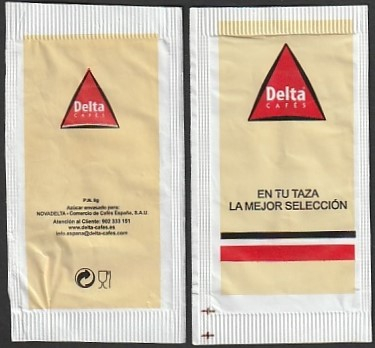 Delta
CAFÉS
P.N. 6g
Azúcar envasado para:
NOVADELTA - Comercio de Cafés España, S.A.U.
Atención al Cliente: 902 333 151
www.delta-cafes.es
info.espana@delta-cafes.com
Delta
CAFÉS
EN TU TAZA
LA MEJOR SELECCIÓN